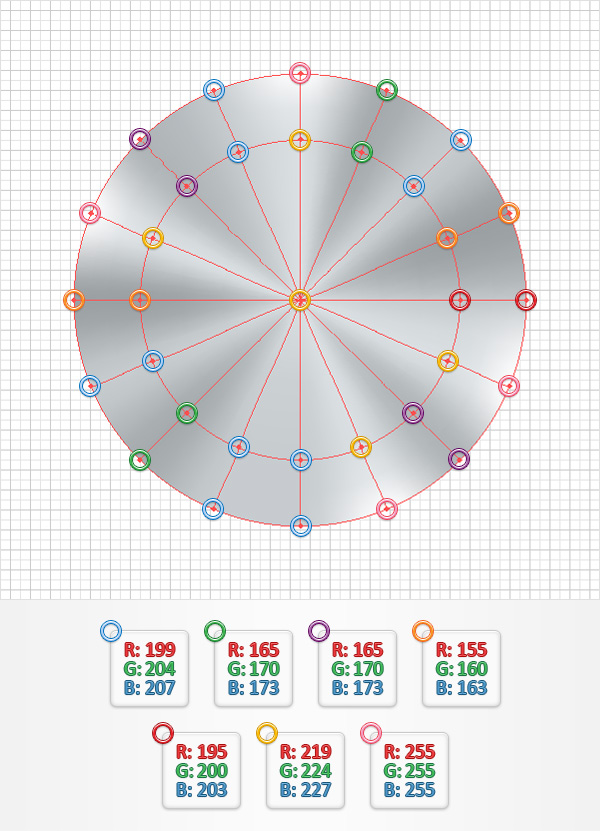 R: 199
G: 204
B: 207
R: 165
G: 170
B: 173
R: 165
G: 170
B: 173
R: 155
G: 160
B: 163
R: 195
G: 200
B: 203
R: 219
G: 224
B: 227
R: 255
G: 255
B: 255